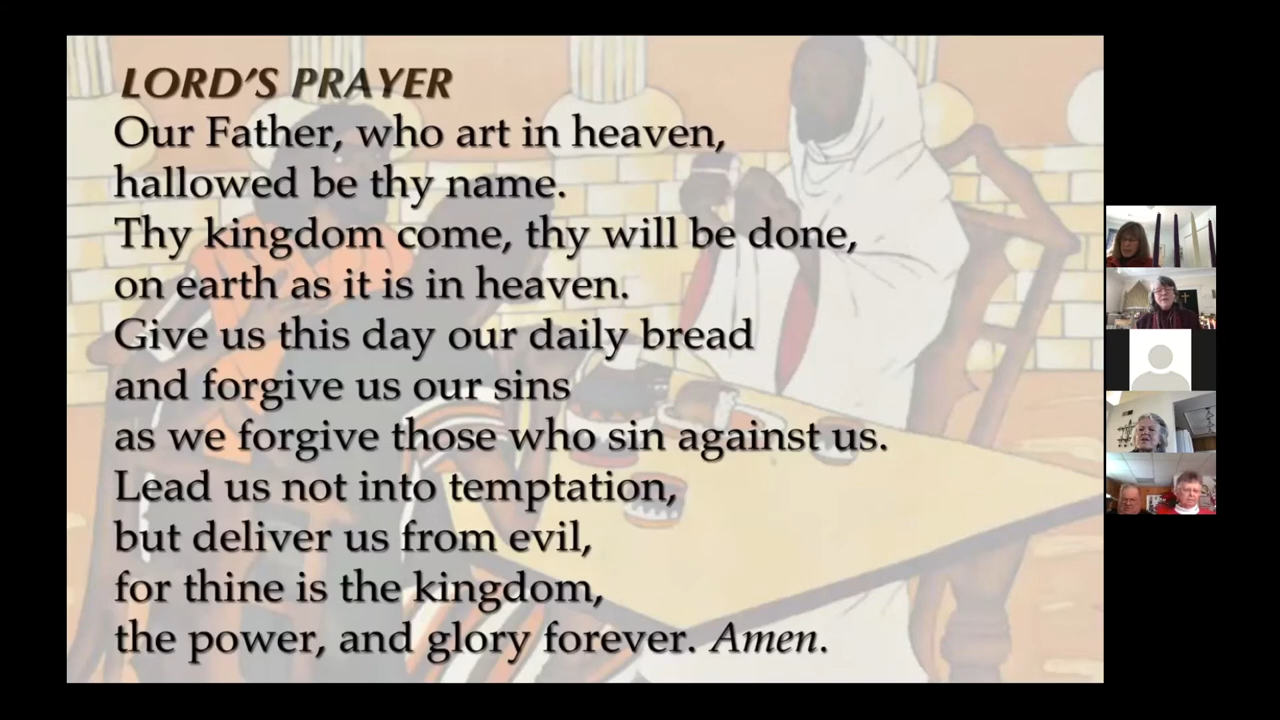 LORD'S PRAYER
Our Father, who art in heaven,
hallowed be thy name.
Thy kingdom come, thy will be done,
on earth as it is in heaven.
Give us this day our daily bread
and forgive us our sins
as we forgive those who sin against us.
Lead us not into temptation,
but deliver us from evil,
for thine is the kingdom,
the power, and glory forever. Amen.